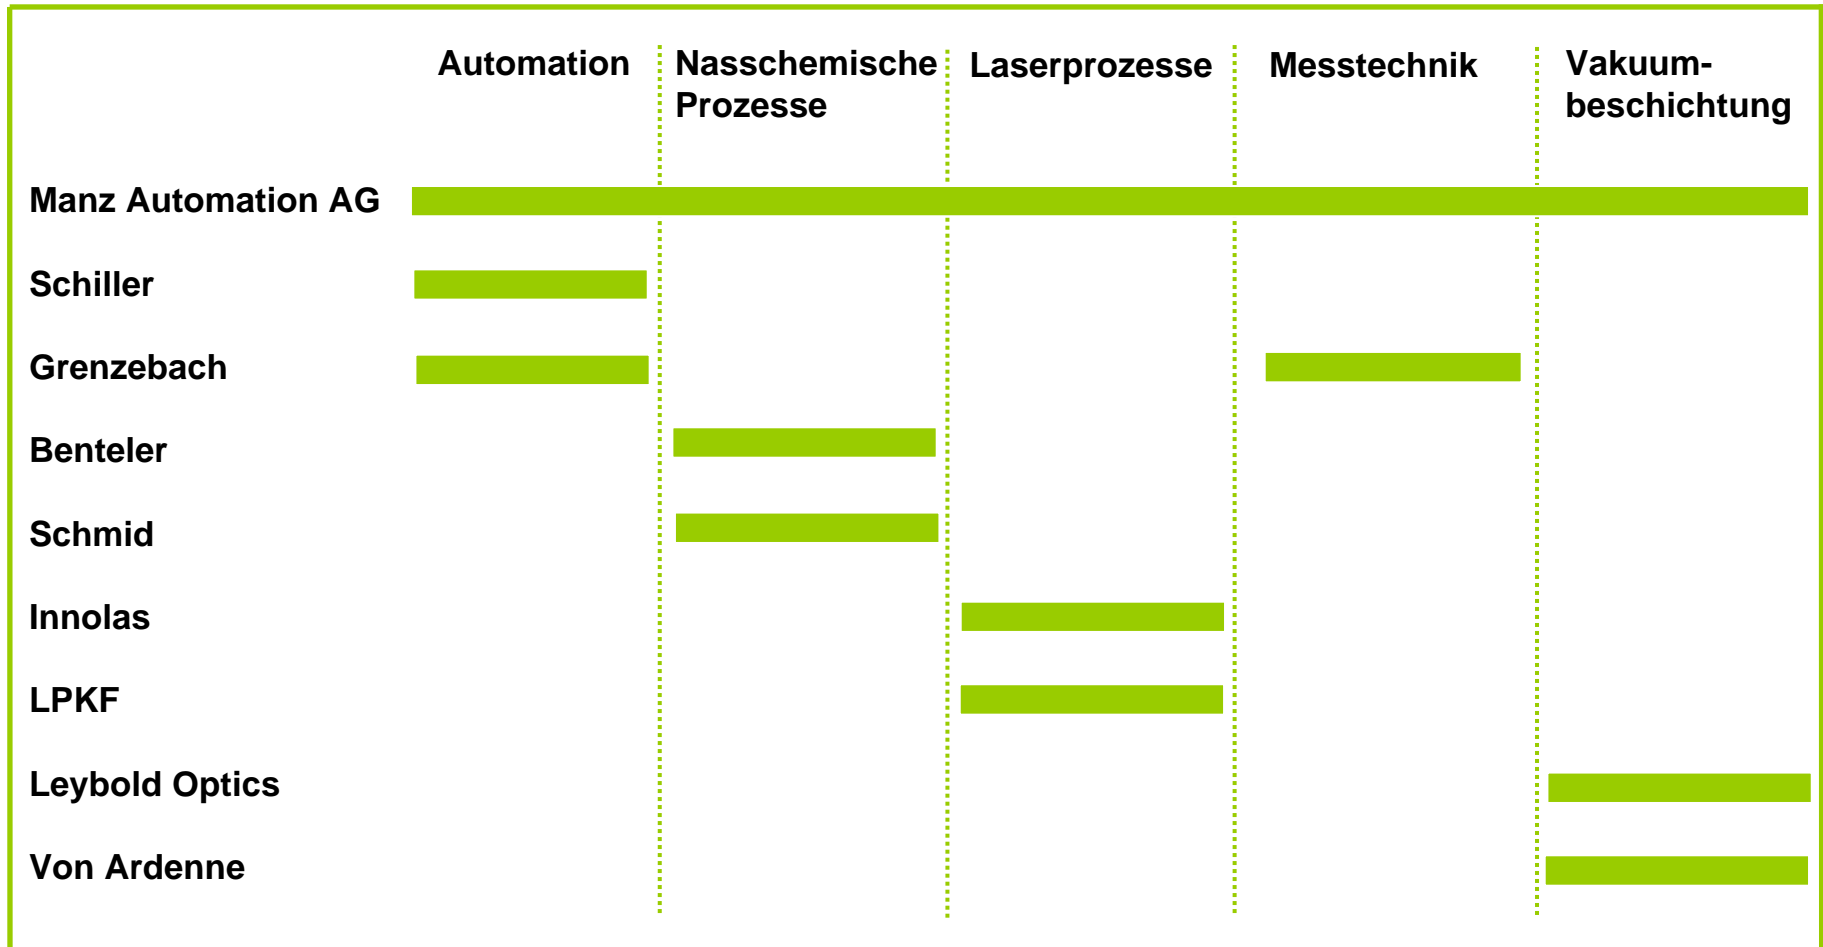 Automation
Nasschemische
Prozesse
Laserprozesse
Messtechnik
Vakuum-
beschichtung
Manz Automation AG
Schiller
Grenzebach
Benteler
Schmid
Innolas
LPKF
Leybold Optics
Von Ardenne